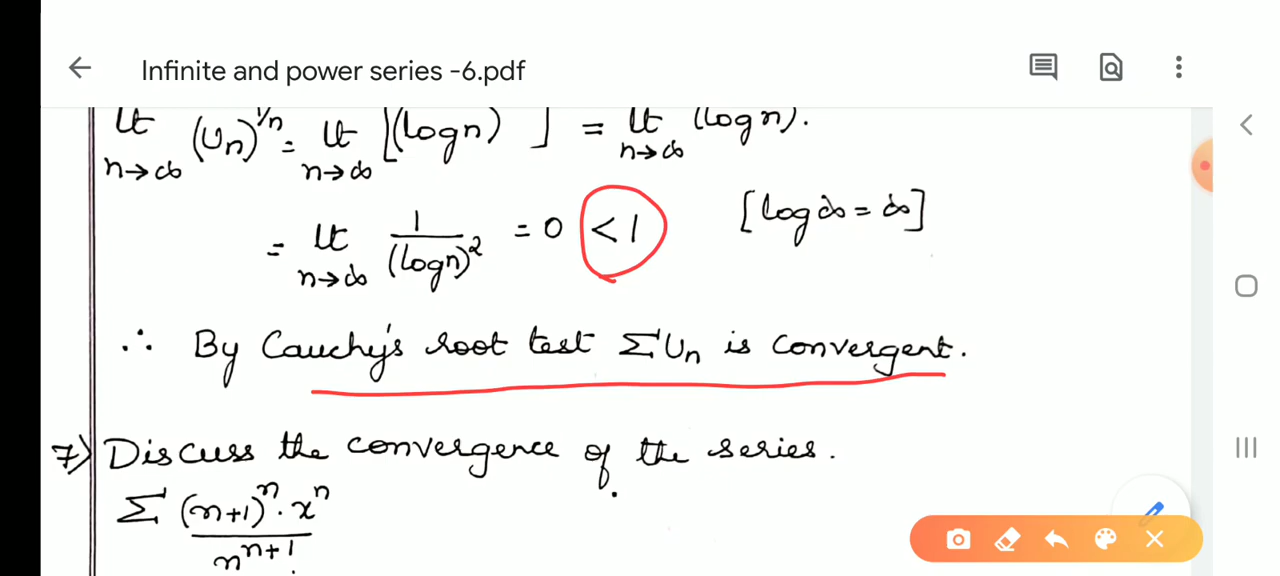 Infinite and power series -6.pdf
lt n→∞ (Un)^1/n = lt n→∞ [(log n) ] = lt n→∞ (log n).
= lt n→∞ 1/(log n)^2 = 0 < 1 [log ∞ = ∞]
∴ By Cauchy's root test ΣUn is convergent.
7) Discuss the convergence of the series.
Σ (n+1)^n . x^n / n^n+1